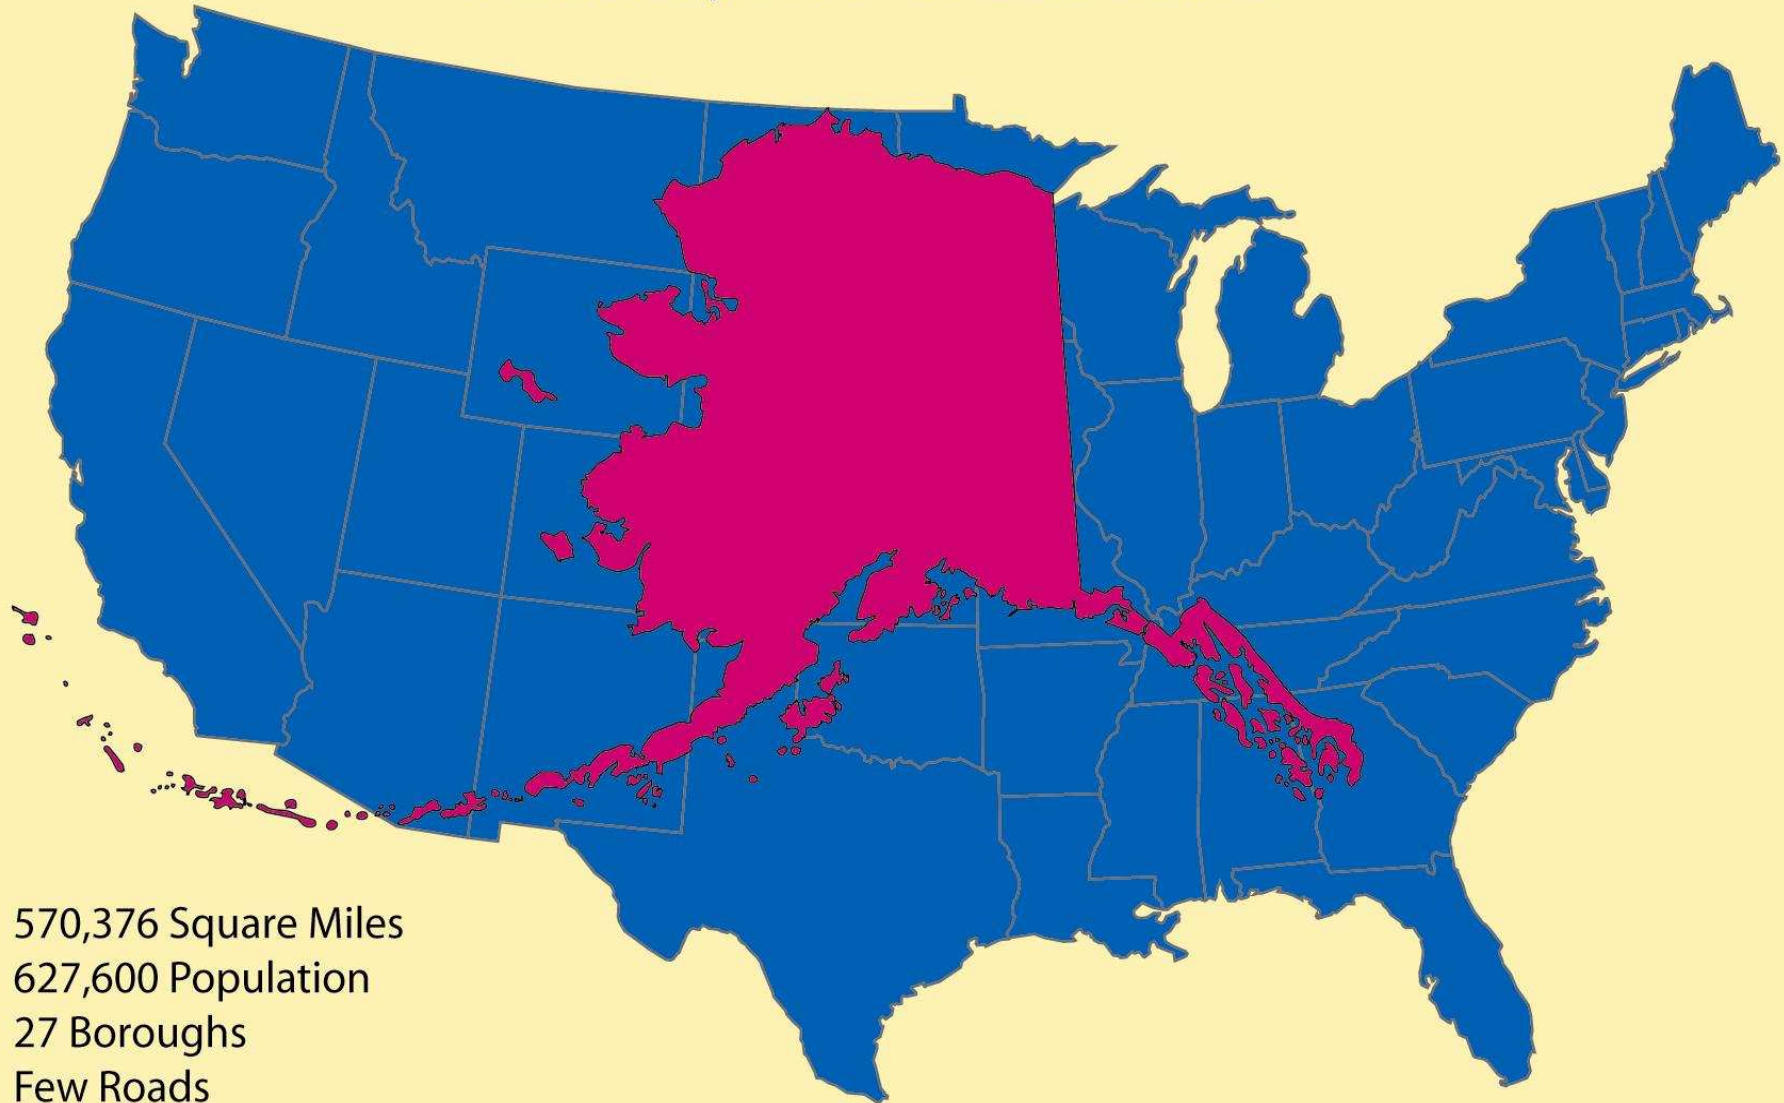 570,376 Square Miles
627,600 Population
27 Boroughs
Few Roads